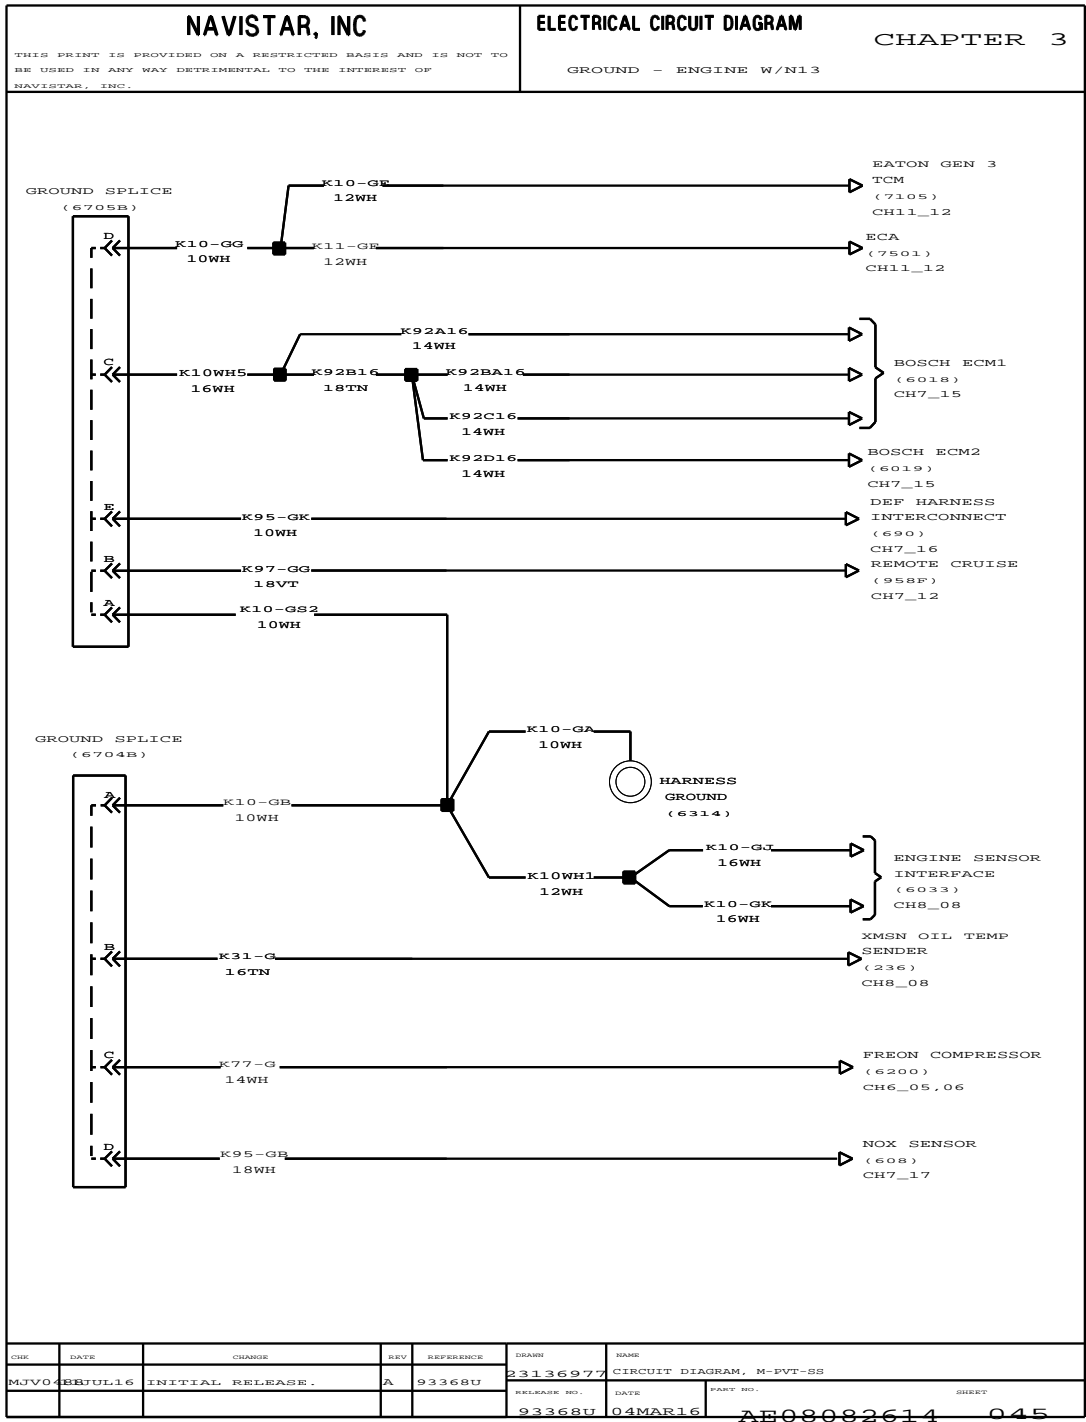 NAVISTAR, INC
THIS PRINT IS PROVIDED ON A RESTRICTED BASIS AND IS NOT TO
BE USED IN ANY WAY DETRIMENTAL TO THE INTEREST OF
NAVISTAR, INC.
ELECTRICAL CIRCUIT DIAGRAM
CHAPTER 3
GROUND - ENGINE W/N13
GROUND SPLICE
(6705B)
D
K10-GG
10WH
K10-GF
12WH
EATON GEN 3
TCM
(7105)
CH11_12
K11-GF
12WH
ECA
(7501)
CH11_12
C
K10WH5
16WH
K92A16
14WH
K92B16
18TN
K92BA16
14WH
K92C16
14WH
BOSCH ECM1
(6018)
CH7_15
K92D16
14WH
BOSCH ECM2
(6019)
CH7_15
E
K95-GK
10WH
DEF HARNESS
INTERCONNECT
(690)
CH7_16
B
K97-GG
18VT
REMOTE CRUISE
(958F)
CH7_12
A
K10-GS2
10WH
GROUND SPLICE
(6704B)
A
K10-GB
10WH
K10-GA
10WH
HARNESS
GROUND
(6314)
K10WH1
12WH
K10-GJ
16WH
K10-GK
16WH
ENGINE SENSOR
INTERFACE
(6033)
CH8_08
B
K31-G
16TN
XMSN OIL TEMP
SENDER
(236)
CH8_08
C
K77-G
14WH
FREON COMPRESSOR
(6200)
CH6_05,06
D
K95-GB
18WH
NOX SENSOR
(608)
CH7_17
CHK DATE CHANGE REV REFERENCE
INITIAL RELEASE. A 93368U
DRAWN
23136977
NAME
CIRCUIT DIAGRAM, M-PVT-SS
RELEASE NO.
93368U
DATE
04MAR16
PART NO.
AE08082614
SHEET
045